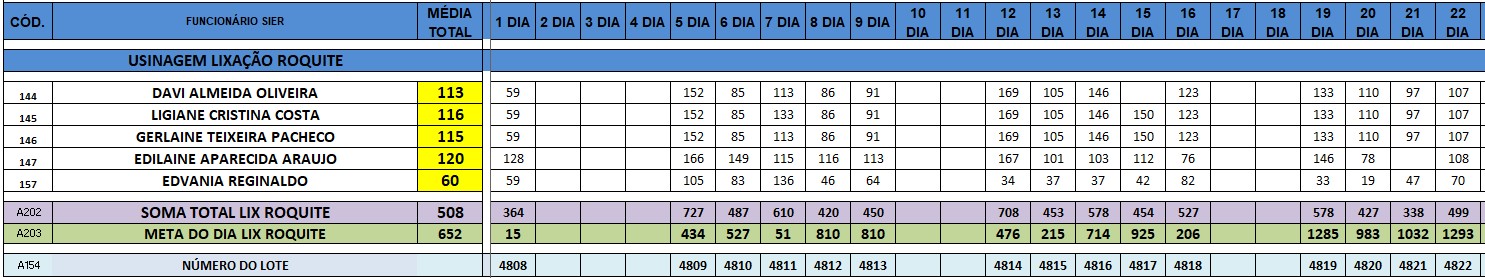 CÓD. FUNCIONÁRIO SIER MÉDIA TOTAL 1 DIA 2 DIA 3 DIA 4 DIA 5 DIA 6 DIA 7 DIA 8 DIA 9 DIA 10 DIA 11 DIA 12 DIA 13 DIA 14 DIA 15 DIA 16 DIA 17 DIA 18 DIA 19 DIA 20 DIA 21 DIA 22 DIA
USINAGEM LIXAÇÃO ROQUITE
144 DAVI ALMEIDA OLIVEIRA 113 59 152 85 113 86 91 169 105 146 123 133 110 97 107
145 LIGIANE CRISTINA COSTA 116 59 152 85 113 86 91 169 105 146 150 123 133 110 97 107
146 GERLAINE TEIXEIRA PACHECO 115 59 152 85 133 86 91 169 105 146 150 123 133 110 97 107
147 EDILAINE APARECIDA ARAUJO 120 128 166 149 115 116 113 167 101 103 112 76 146 78 108
157 EDVANIA REGINALDO 60 59 105 83 136 46 64 34 37 37 42 82 33 19 47 70
A202 SOMA TOTAL LIX ROQUITE 508 364 727 487 610 420 450 708 453 578 454 527 578 427 338 499
A203 META DO DIA LIX ROQUITE 652 15 434 527 51 810 810 476 215 714 925 206 1285 983 1032 1293
A154 NÚMERO DO LOTE 4808 4809 4810 4811 4812 4813 4814 4815 4816 4817 4818 4819 4820 4821 4822